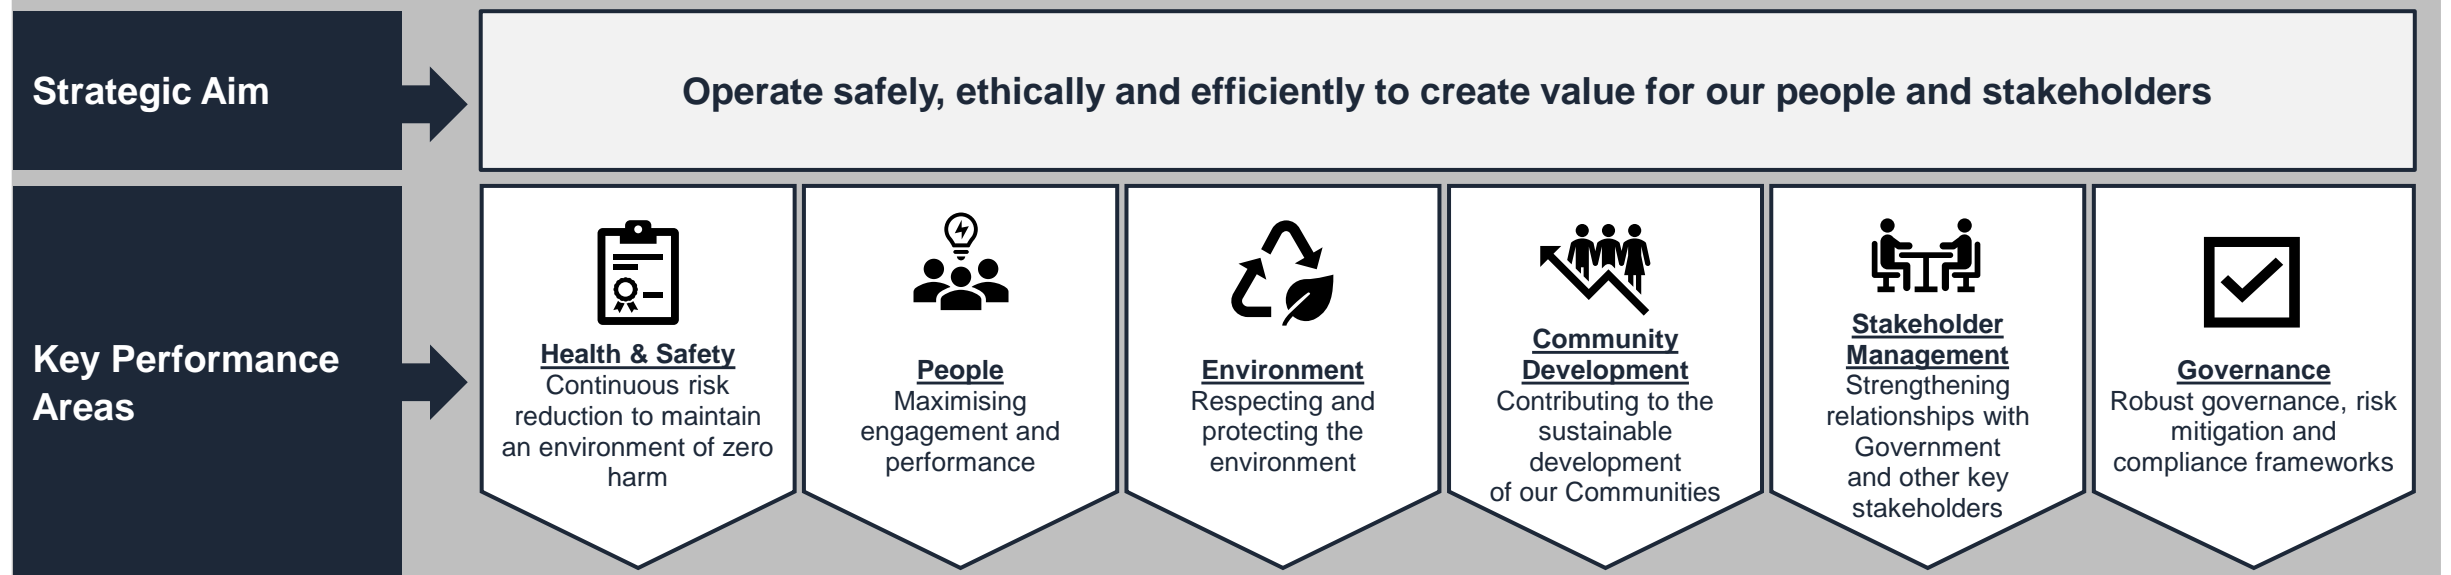 Strategic Aim
Operate safely, ethically and efficiently to create value for our people and stakeholders
Key Performance
Areas
Health & Safety
Continuous risk
reduction to maintain
an environment of zero
harm
People
Maximising
engagement and
performance
Environment
Respecting and
protecting the
environment
Community
Development
Contributing to the
sustainable
development
of our Communities
Stakeholder
Management
Strengthening
relationships with
Government
and other key
stakeholders
Governance
Robust governance, risk
mitigation and
compliance frameworks